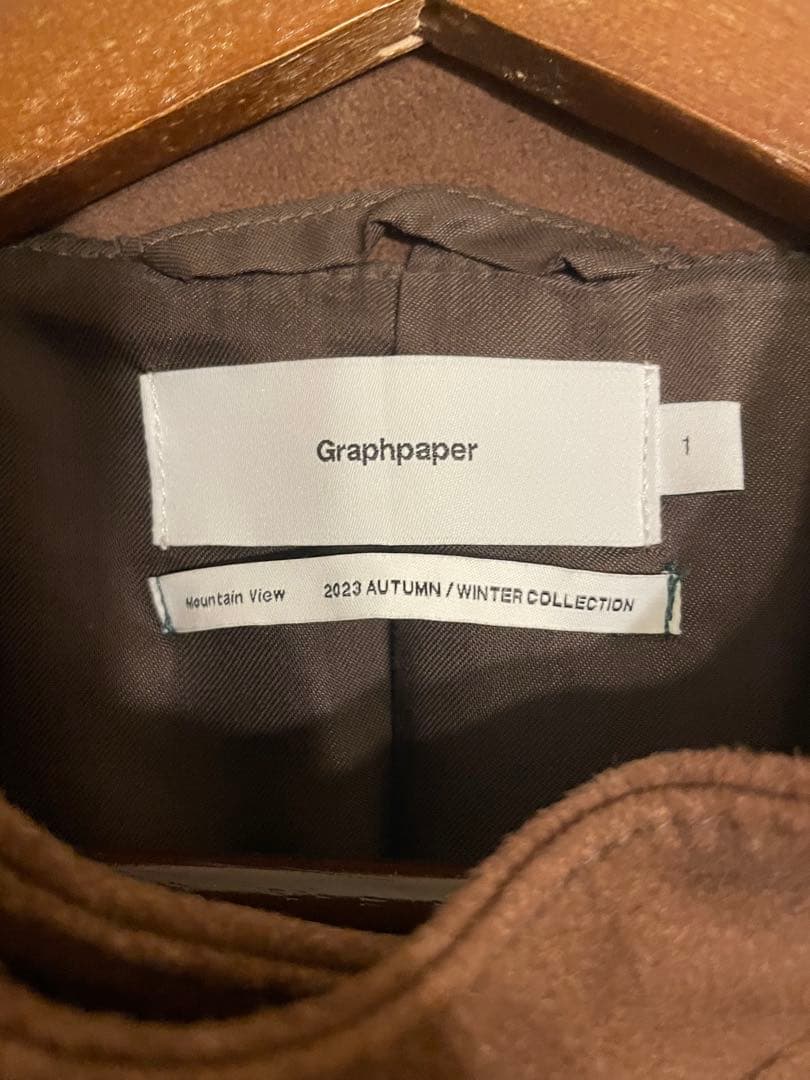 Graphpaper
1
Mountain View 2023 AUTUMN / WINTER COLLECTION